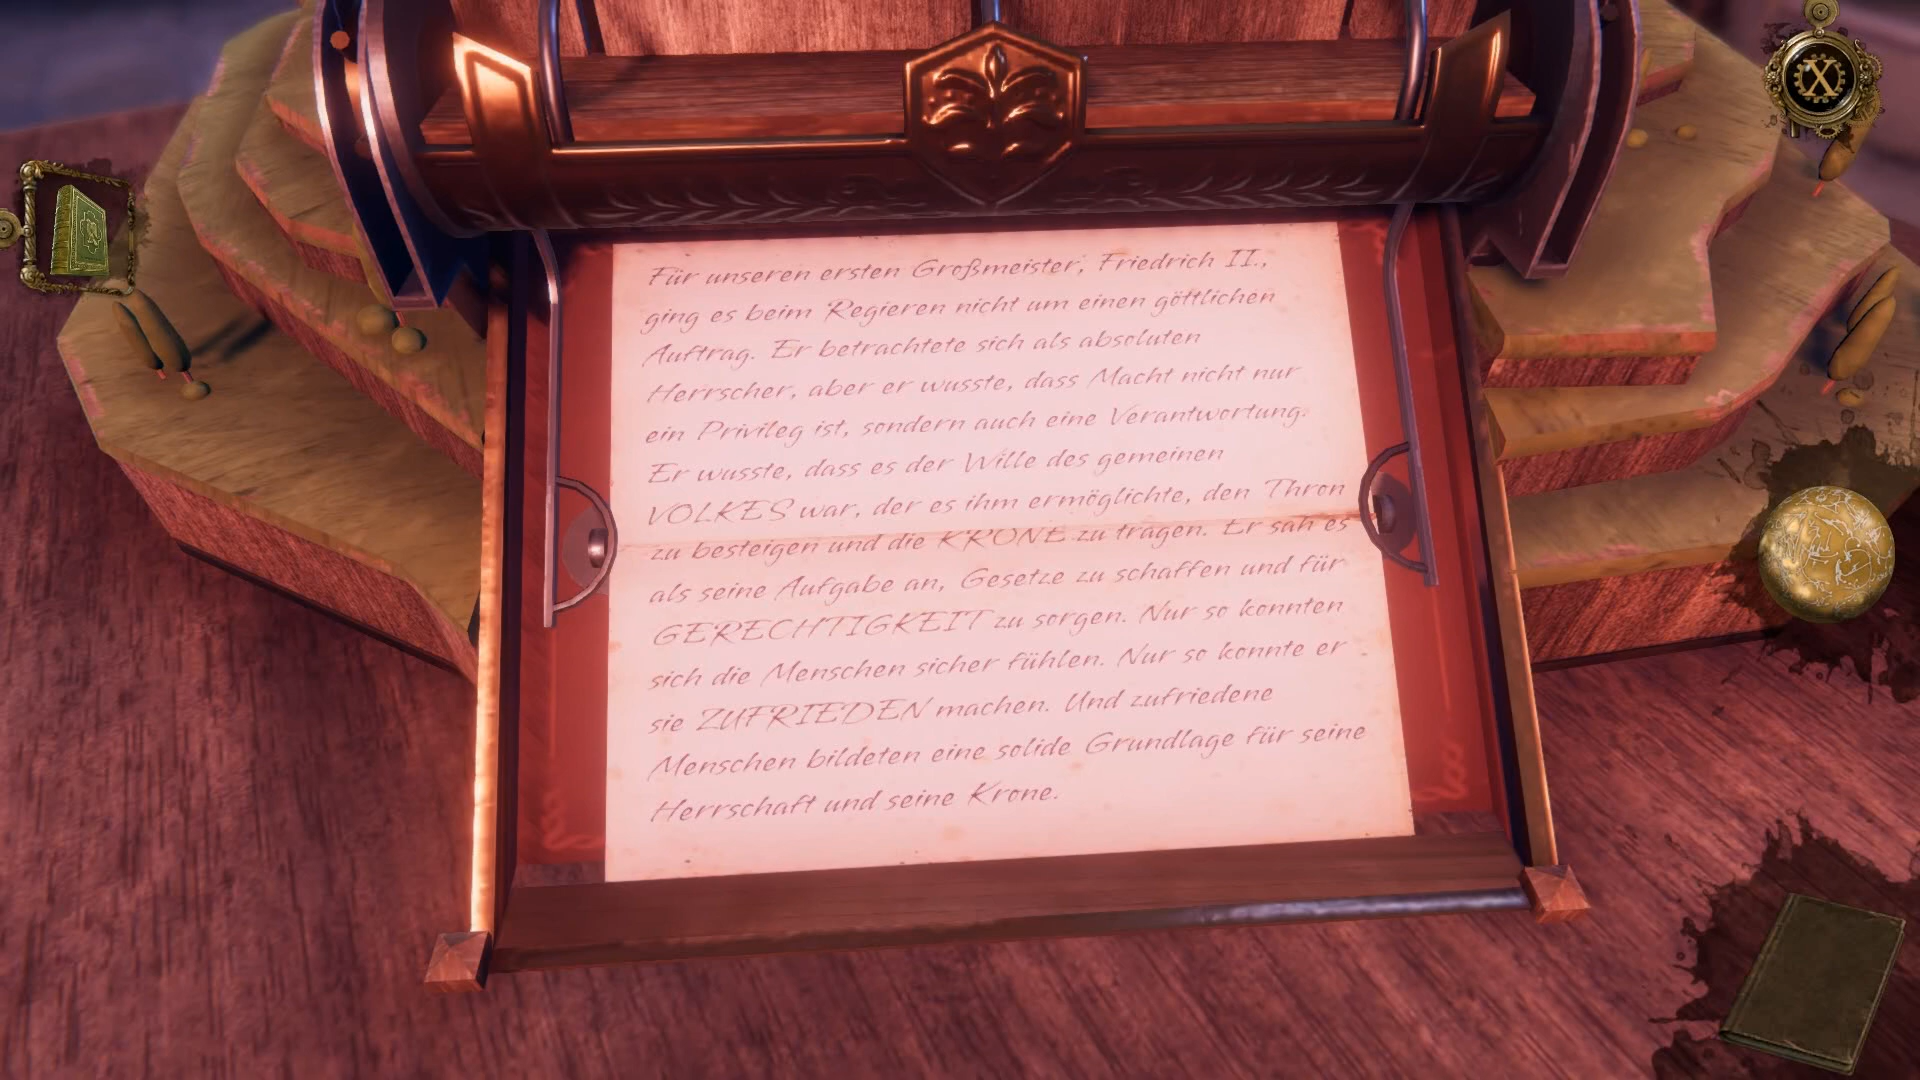 Für unseren ersten Großmeister, Friedrich II.,
ging es beim Regieren nicht um einen göttlichen
Auftrag. Er betrachtete sich als absoluten
Herrscher, aber er wusste, dass Macht nicht nur
ein Privileg ist, sondern auch eine Verantwortung.
Er wusste, dass es der Wille des gemeinen
VOLKES war, der es ihm ermöglichte, den Thron
zu besteigen und die KRONE zu tragen. Er sah es
als seine Aufgabe an, Gesetze zu schaffen und für
GERECHTIGKEIT zu sorgen. Nur so konnten
sich die Menschen sicher fühlen. Nur so konnte er
sie ZUFRIEDEN machen. Und zufriedene
Menschen bildeten eine solide Grundlage für seine
Herrschaft und seine Krone.
X